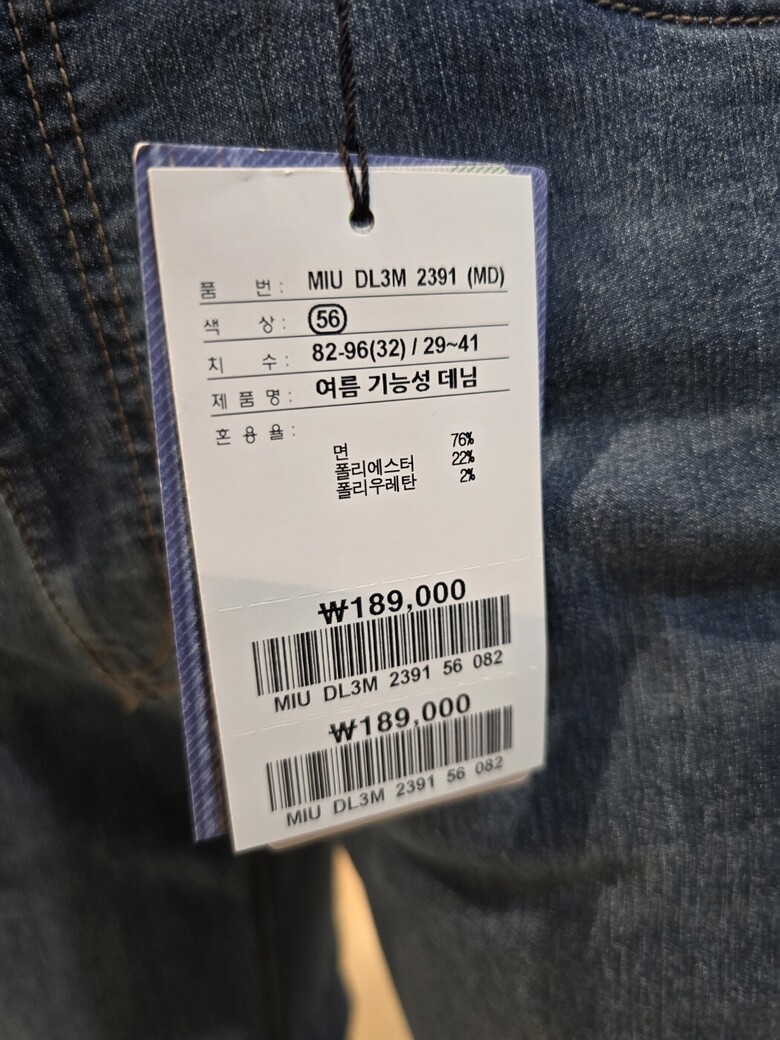 품 번: MIU DL3M 2391 (MD)
색 상: 56
치 수: 82-96(32) / 29~41
제품명: 여름 기능성 데님
혼용율:
면 76%
폴리에스터 22%
폴리우레탄 2%
₩189,000
MIU DL3M 2391 56 082
₩189,000
MIU DL3M 2391 56 082